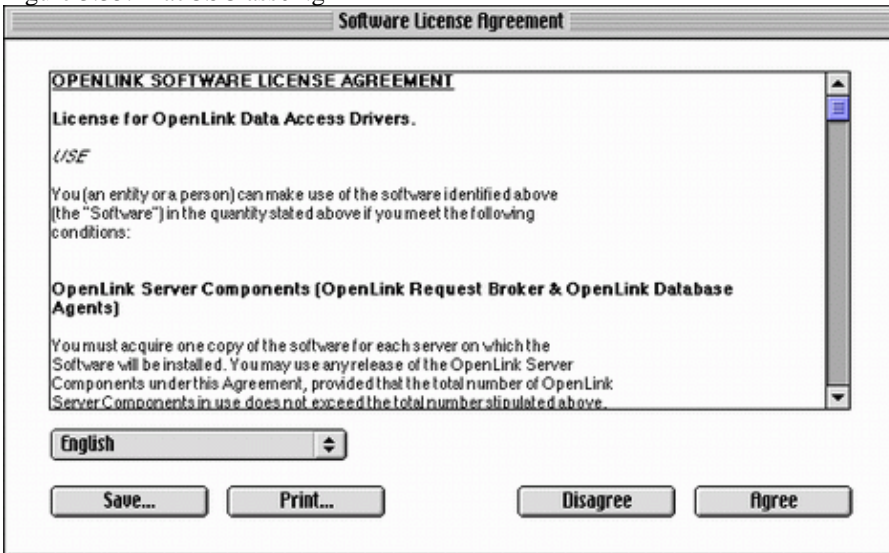 Software License Agreement
OPENLINK SOFTWARE LICENSE AGREEMENT
License for OpenLink Data Access Drivers.
USE
You (an entity or a person) can make use of the software identified above
(the "Software") in the quantity stated above if you meet the following
conditions:
OpenLink Server Components (OpenLink Request Broker & OpenLink Database
Agents)
You must acquire one copy of the software for each server on which the
Software will be installed. You may use any release of the OpenLink Server
Components under this Agreement, provided that the total number of OpenLink
Server Components in use does not exceed the total number stipulated above.
English
Save...
Print...
Disagree
Agree